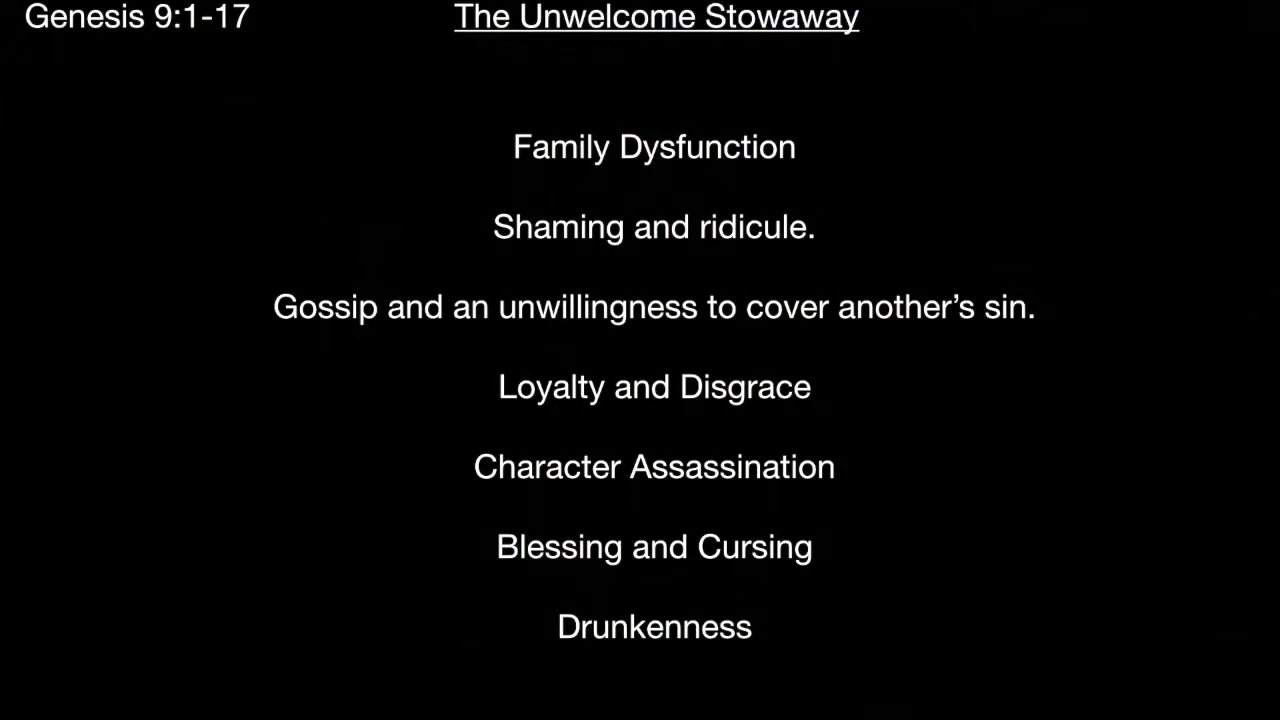 Genesis 9:1-17
The Unwelcome Stowaway
Family Dysfunction
Shaming and ridicule.
Gossip and an unwillingness to cover another’s sin.
Loyalty and Disgrace
Character Assassination
Blessing and Cursing
Drunkenness